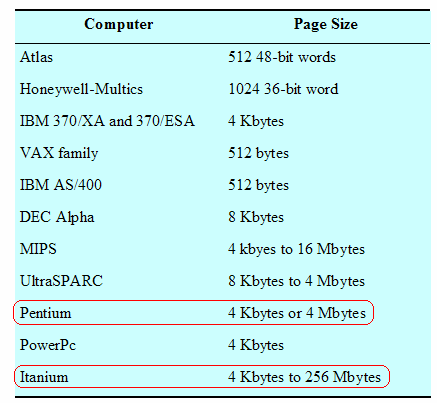 Computer Page Size
Atlas 512 48-bit words
Honeywell-Multics 1024 36-bit word
IBM 370/XA and 370/ESA 4 Kbytes
VAX family 512 bytes
IBM AS/400 512 bytes
DEC Alpha 8 Kbytes
MIPS 4 kbyes to 16 Mbytes
UltraSPARC 8 Kbytes to 4 Mbytes
Pentium 4 Kbytes or 4 Mbytes
PowerPc 4 Kbytes
Itanium 4 Kbytes to 256 Mbytes